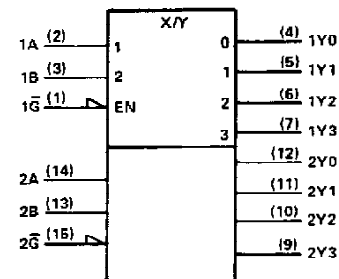 X/Y
1A (2) 1 0 (4) 1Y0
1B (3) 2 1 (5) 1Y1
1G̅ (1) EN 2 (6) 1Y2
3 (7) 1Y3
(12) 2Y0
2A (14) (11) 2Y1
2B (13) (10) 2Y2
2G̅ (15) (9) 2Y3